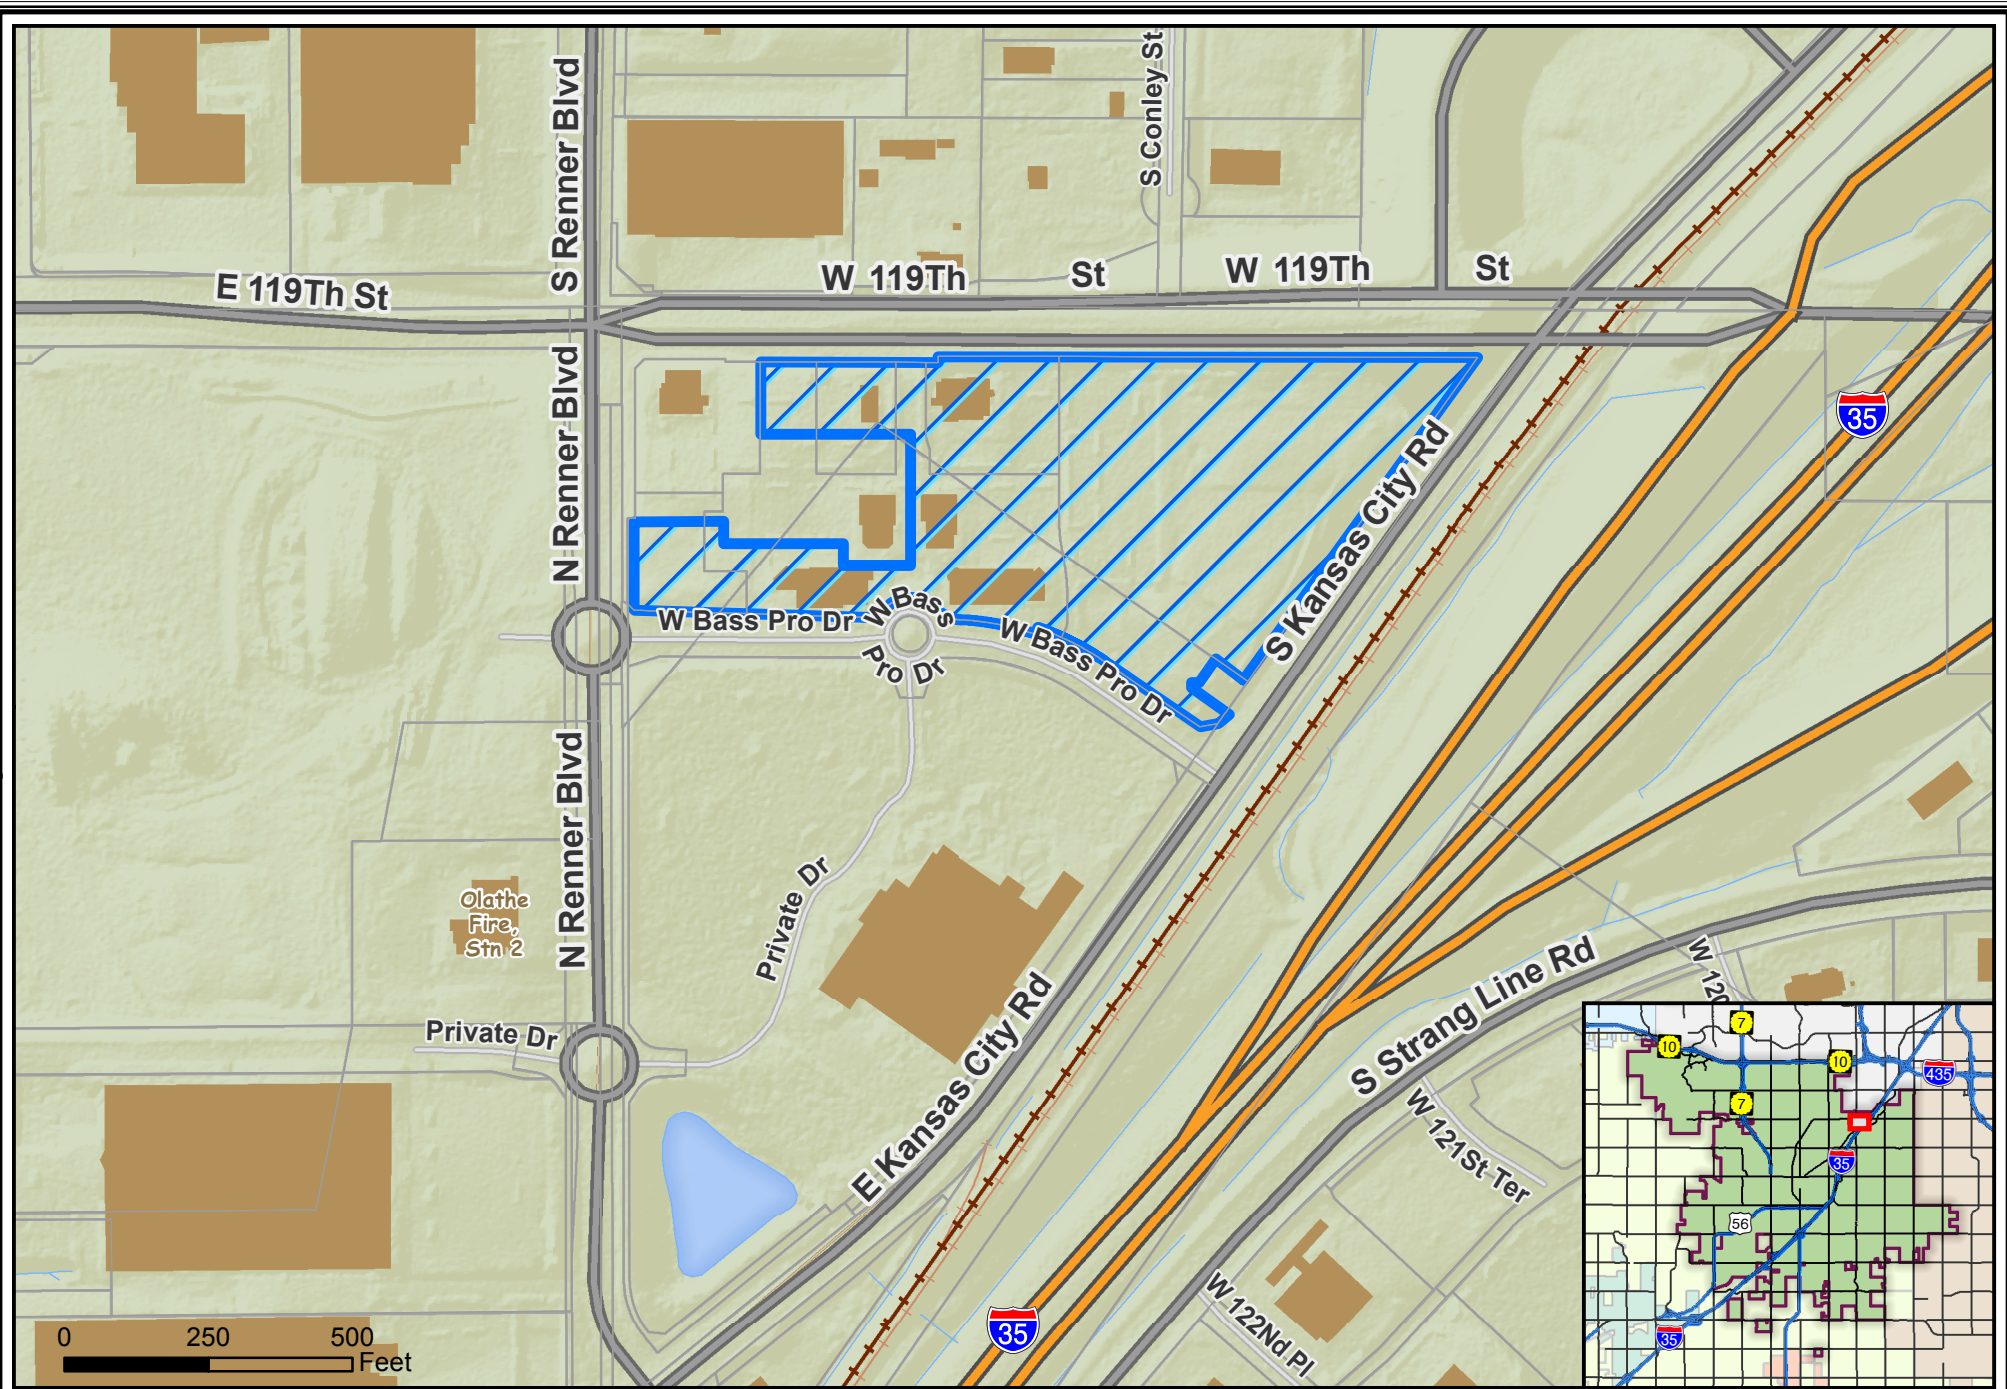 S Renner Blvd
S Conley St
E 119Th St
W 119Th
St
W 119Th
St
N Renner Blvd
35
S Kansas City Rd
W Bass Pro Dr
W Bass
Pro Dr
W Bass Pro Dr
N Renner Blvd
Private Dr
Olathe
Fire,
Stn 2
Private Dr
E Kansas City Rd
S Strang Line Rd
W 120
W 121St Ter
W 122Nd Pl
35
0
250
500
Feet
7
10
10
435
7
35
56
35